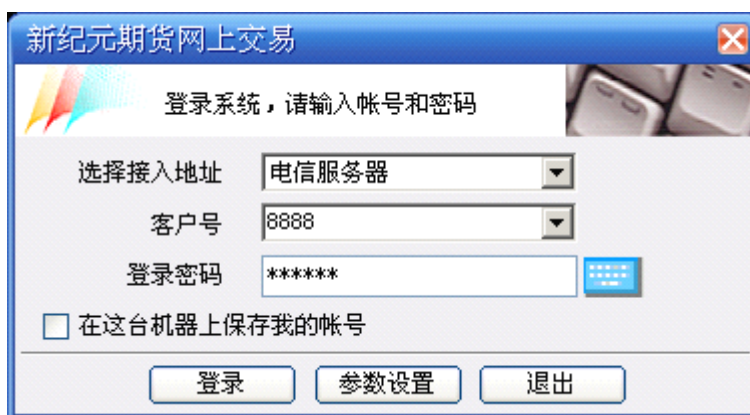 新纪元期货网上交易
登录系统，请输入帐号和密码
选择接入地址 电信服务器
客户号 8888
登录密码 ******
在这台机器上保存我的帐号
登录 参数设置 退出